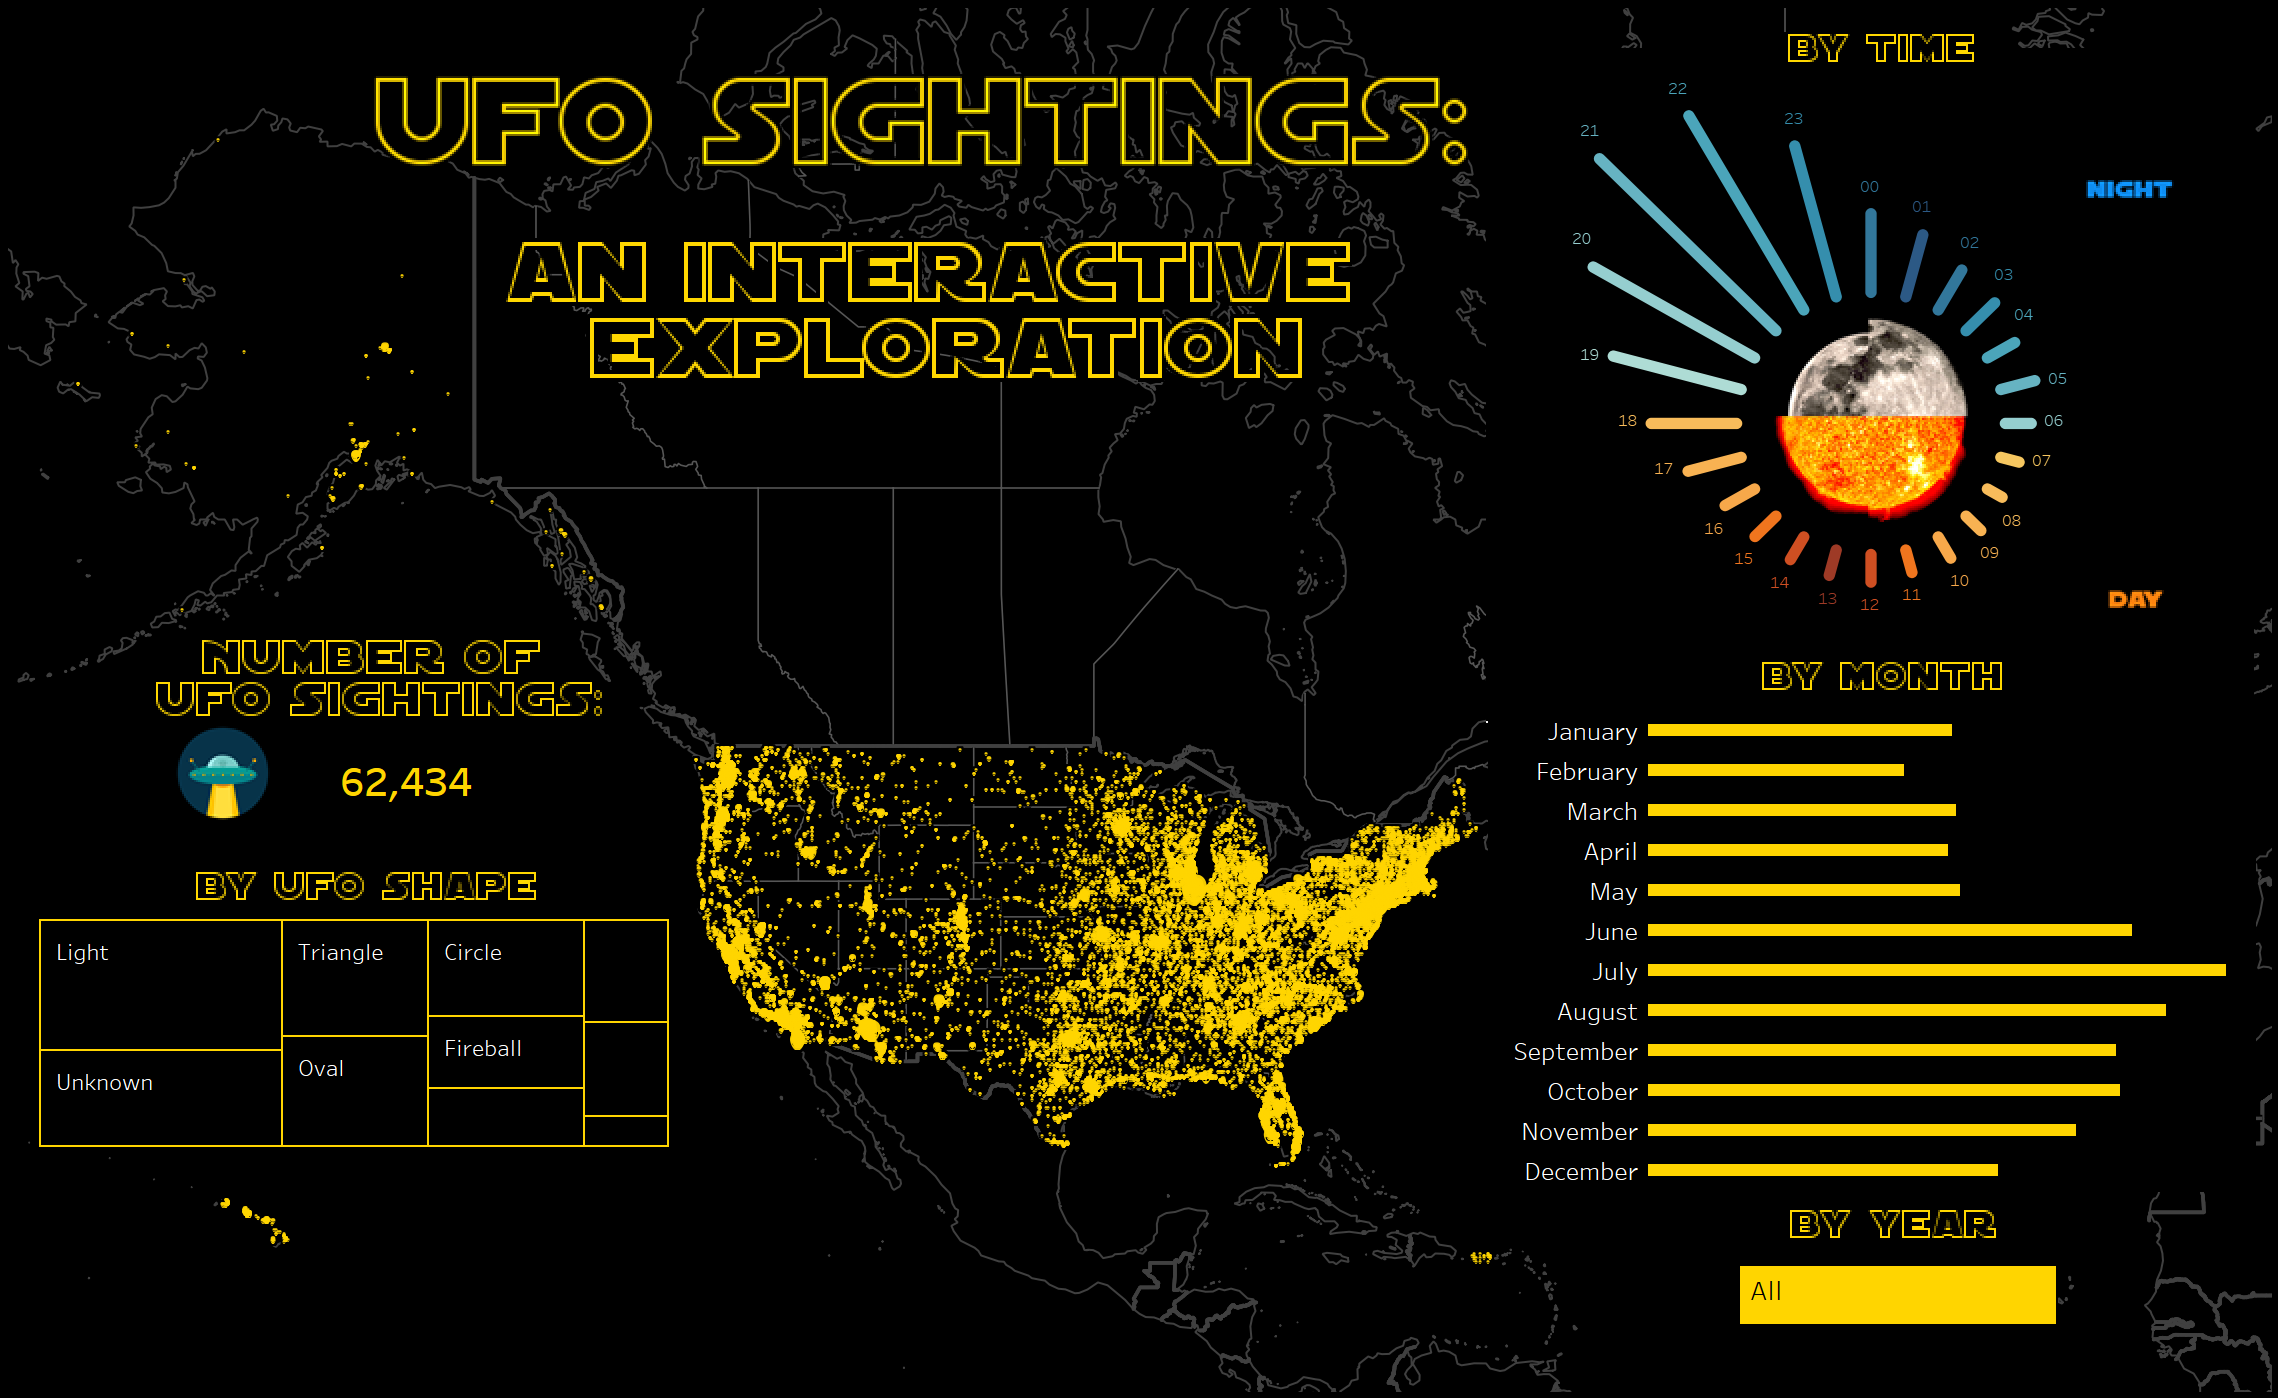 UFO SIGHTINGS:
AN INTERACTIVE
EXPLORATION
NUMBER OF
UFO SIGHTINGS:
62,434
BY UFO SHAPE
Light
Triangle
Circle
Unknown
Oval
Fireball
BY TIME
22
23
21
00
01
20
02
03
04
19
05
18
06
17
07
16
08
15
09
14
10
13
12
11
NIGHT
DAY
BY MONTH
January
February
March
April
May
June
July
August
September
October
November
December
BY YEAR
All